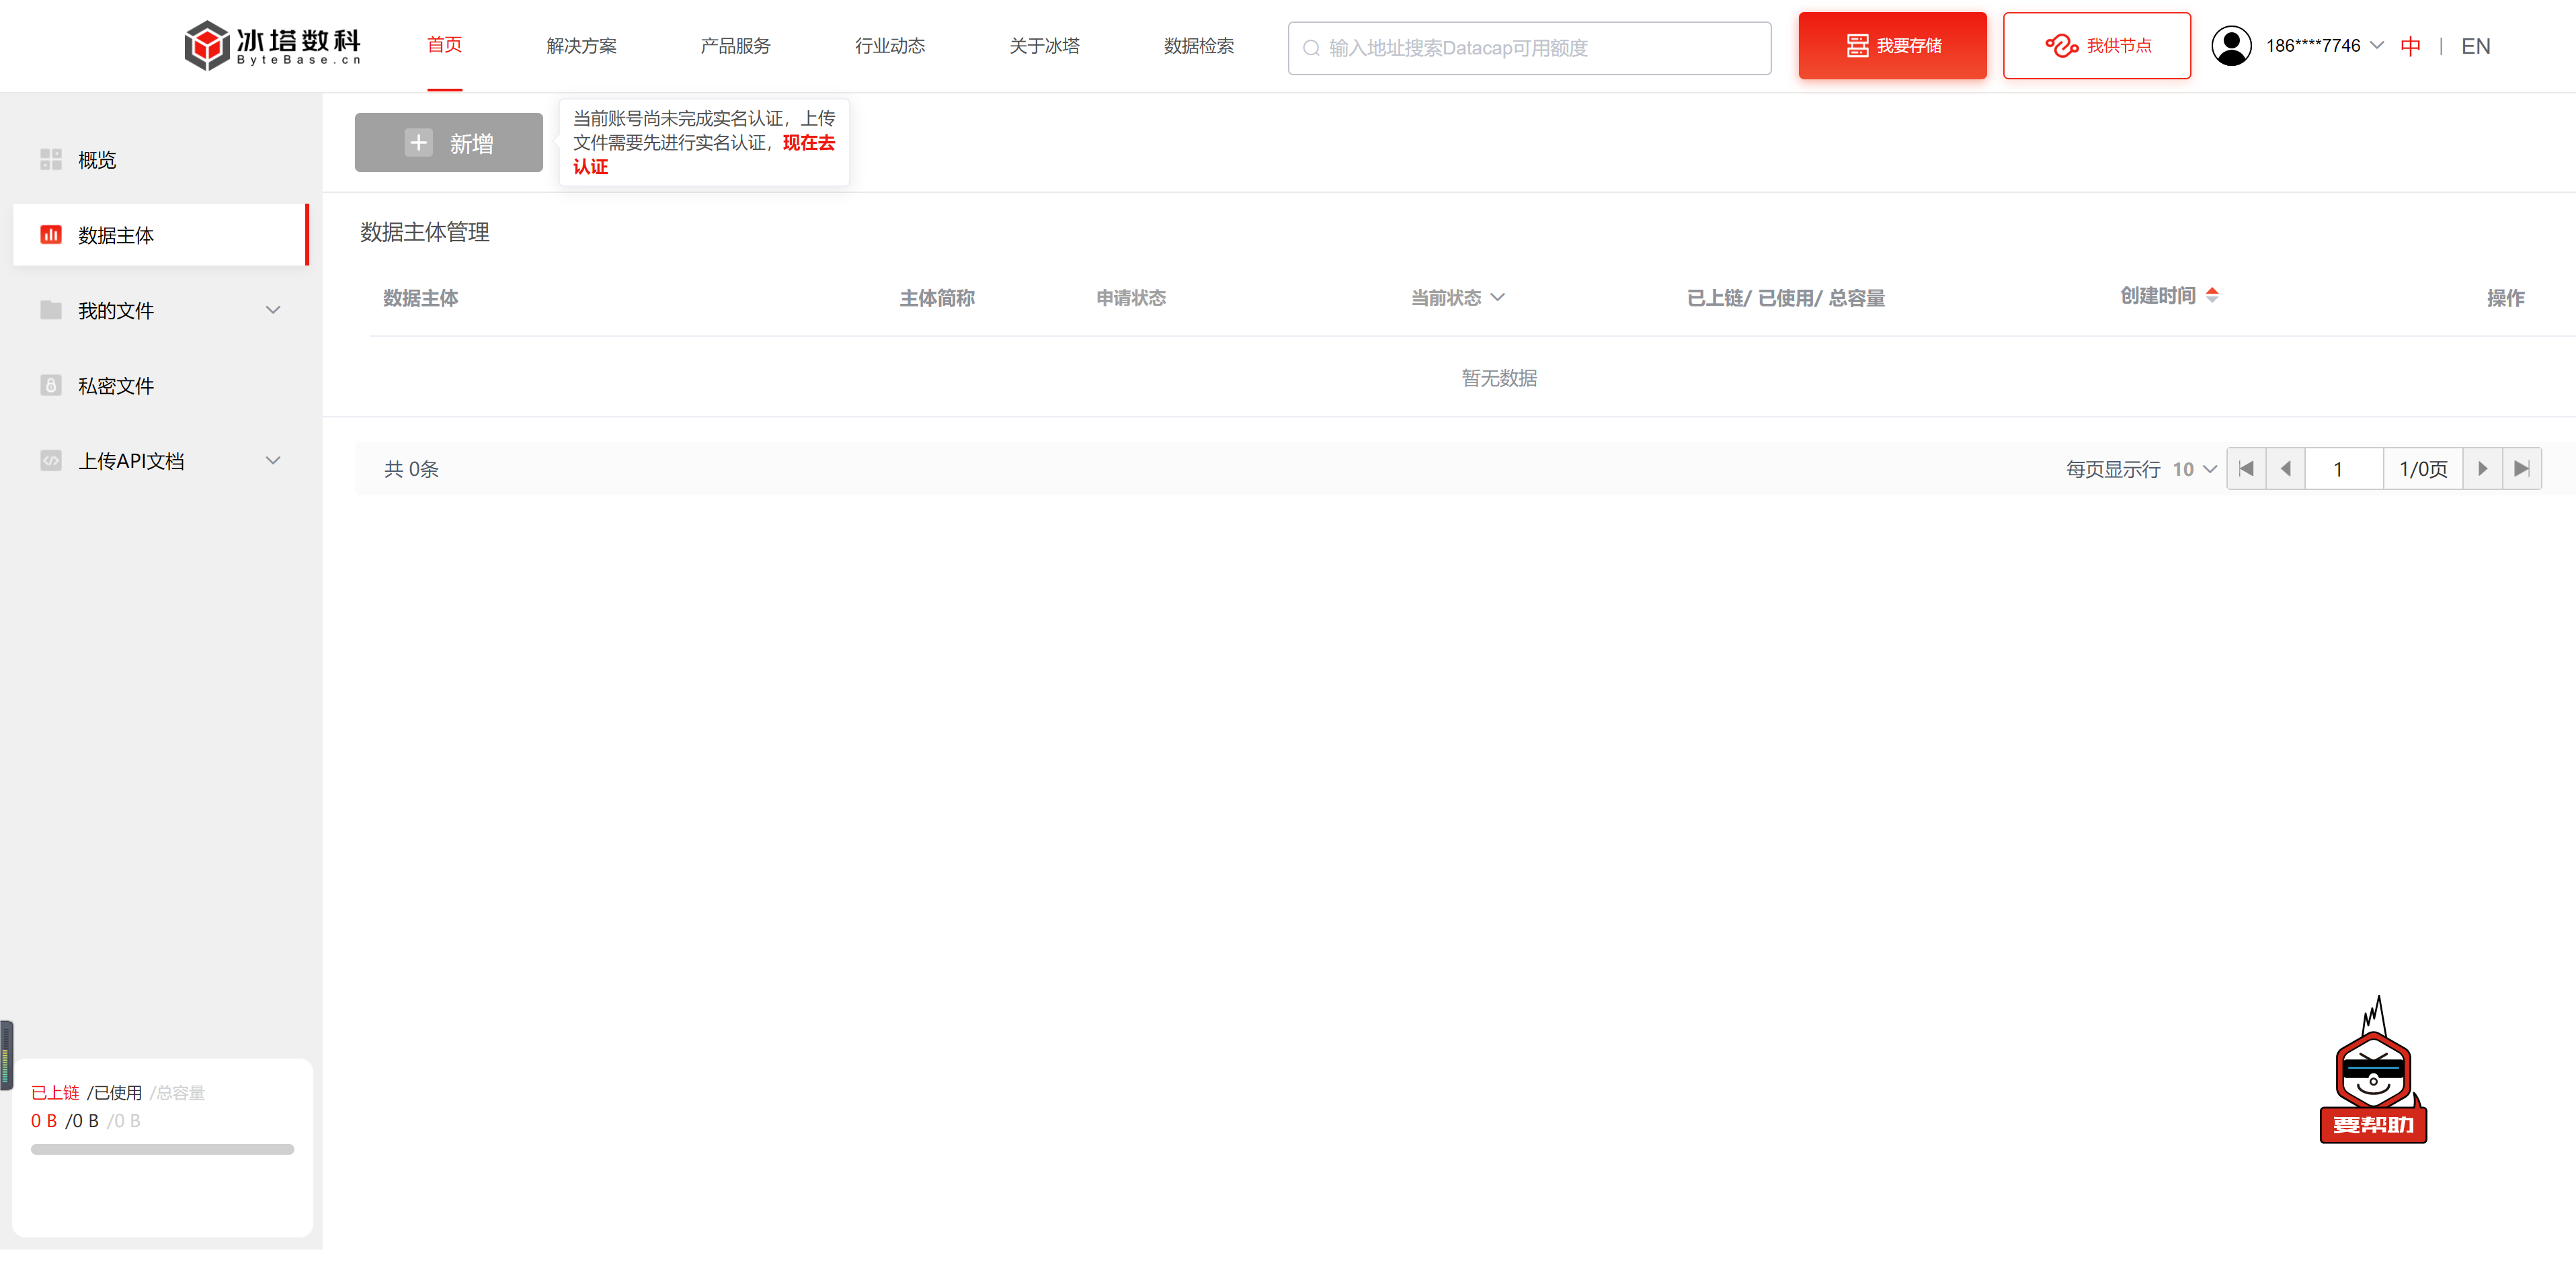 冰塔数科
ByteBase.cn
首页
解决方案
产品服务
行业动态
关于冰塔
数据检索
输入地址搜索Datacap可用额度
我要存储
我供节点
186****7746
中 | EN
概览
数据主体
我的文件
私密文件
上传API文档
新增
当前账号尚未完成实名认证，上传
文件需要先进行实名认证，现在去
认证
数据主体管理
数据主体 主体简称 申请状态 当前状态 已上链/ 已使用/ 总容量 创建时间 操作
暂无数据
共 0条
每页显示行 10 1 1/0页
已上链 /已使用 /总容量
0 B /0 B /0 B
要帮助